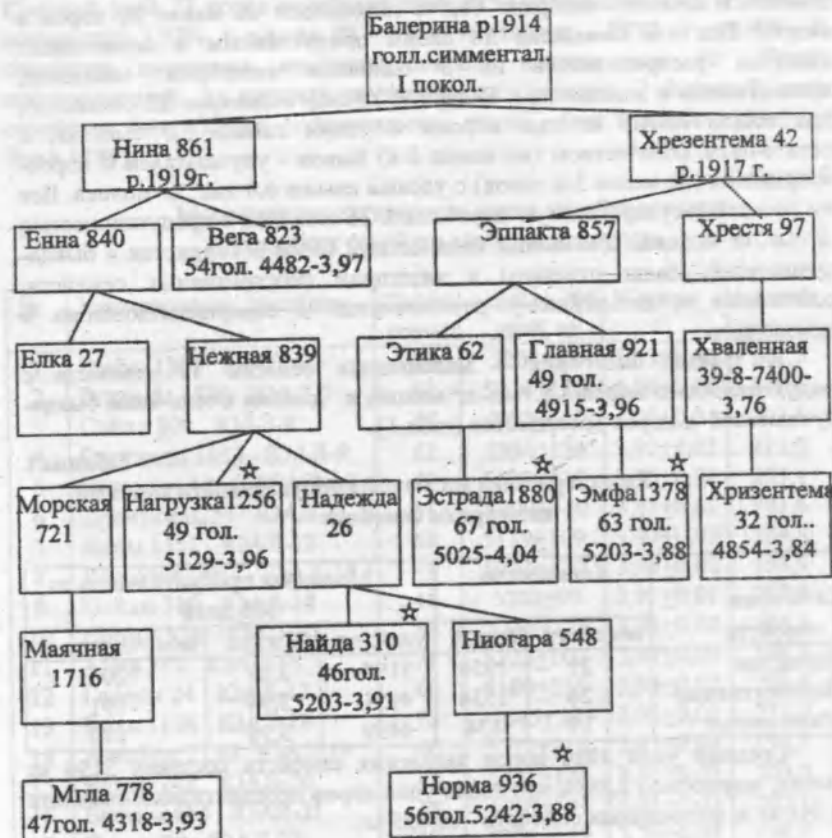 Балерина р1914
голл.симментал.
I покол.
Нина 861
р.1919г.
Хрезентема 42
р.1917 г.
Енна 840
Вега 823
54гол. 4482-3,97
Эппакта 857
Хрестя 97
Елка 27
Нежная 839
Этика 62
Главная 921
49 гол.
4915-3,96
Хваленная
39-8-7400-
3,76
Морская
721
Нагрузка1256
49 гол.
5129-3,96
Надежда
26
Эстрада1880
67 гол.
5025-4,04
Эмфа1378
63 гол.
5203-3,88
Хризентема
32 гол..
4854-3,84
Маячная
1716
Найда 310
46гол.
5203-3,91
Ниогара 548
Мгла 778
47гол. 4318-3,93
Норма 936
56гол.5242-3,88